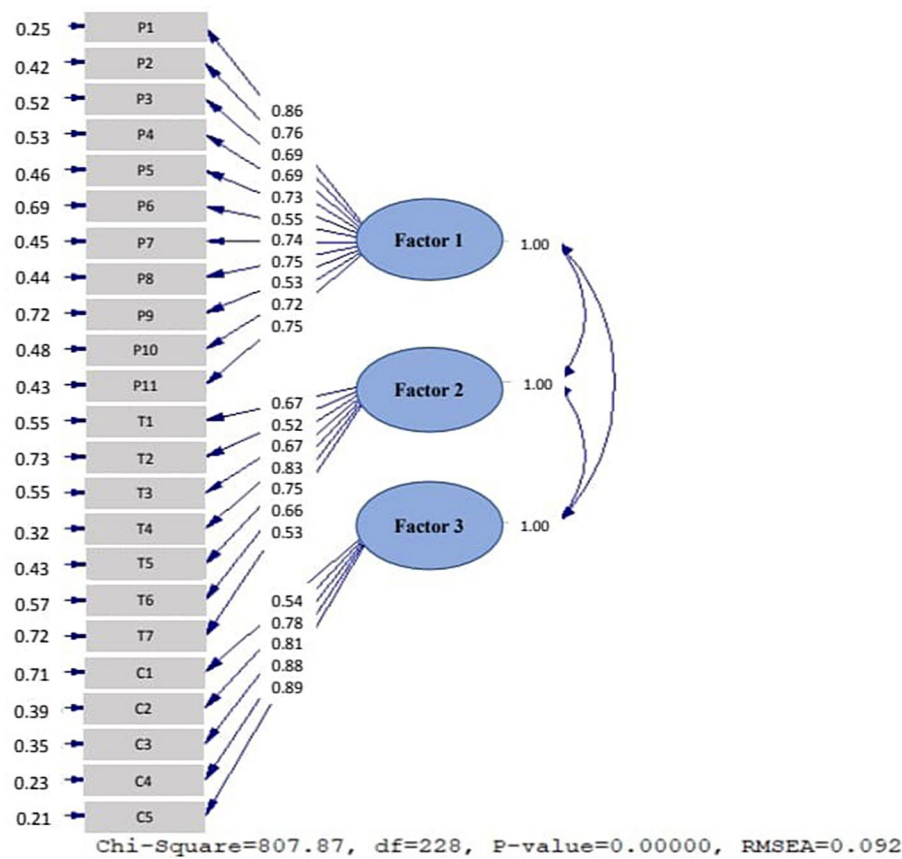 0.25 P1
0.86
0.42 P2
0.76
0.52 P3
0.69
0.53 P4
0.69
0.46 P5
0.73
0.69 P6
0.55
0.45 P7
0.74
Factor 1 1.00
0.44 P8
0.75
0.72 P9
0.53
0.48 P10
0.72
0.43 P11
0.75
Factor 2 1.00
0.55 T1
0.67
0.73 T2
0.52
0.55 T3
0.67
0.32 T4
0.83
0.43 T5
0.75
0.57 T6
0.66
0.72 T7
0.53
Factor 3 1.00
0.71 C1
0.54
0.39 C2
0.78
0.35 C3
0.81
0.23 C4
0.88
0.21 C5
0.89
Chi-Square=807.87, df=228, P-value=0.00000, RMSEA=0.092